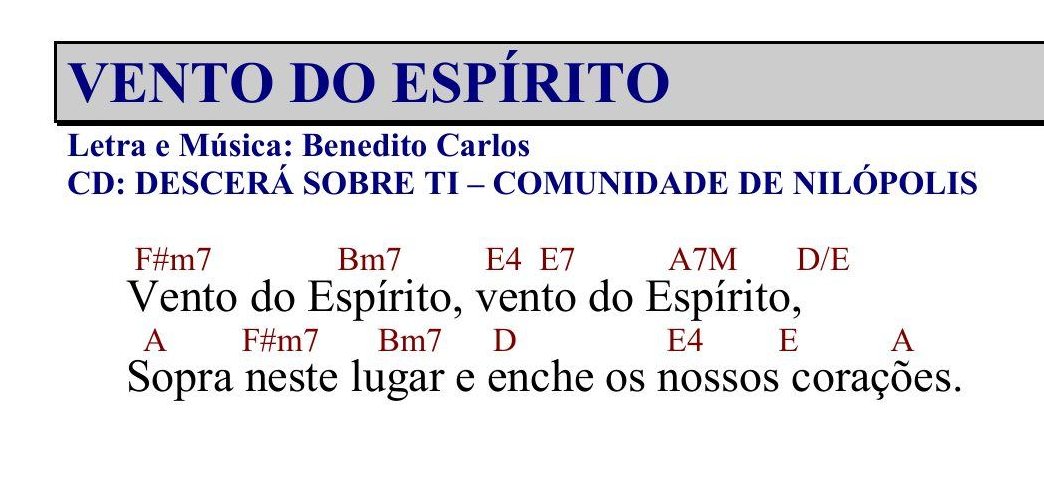 VENTO DO ESPÍRITO
Letra e Música: Benedito Carlos
CD: DESCERÁ SOBRE TI – COMUNIDADE DE NILÓPOLIS
F#m7 Bm7 E4 E7 A7M D/E
Vento do Espírito, vento do Espírito,
A F#m7 Bm7 D E4 E A
Sopra neste lugar e enche os nossos corações.